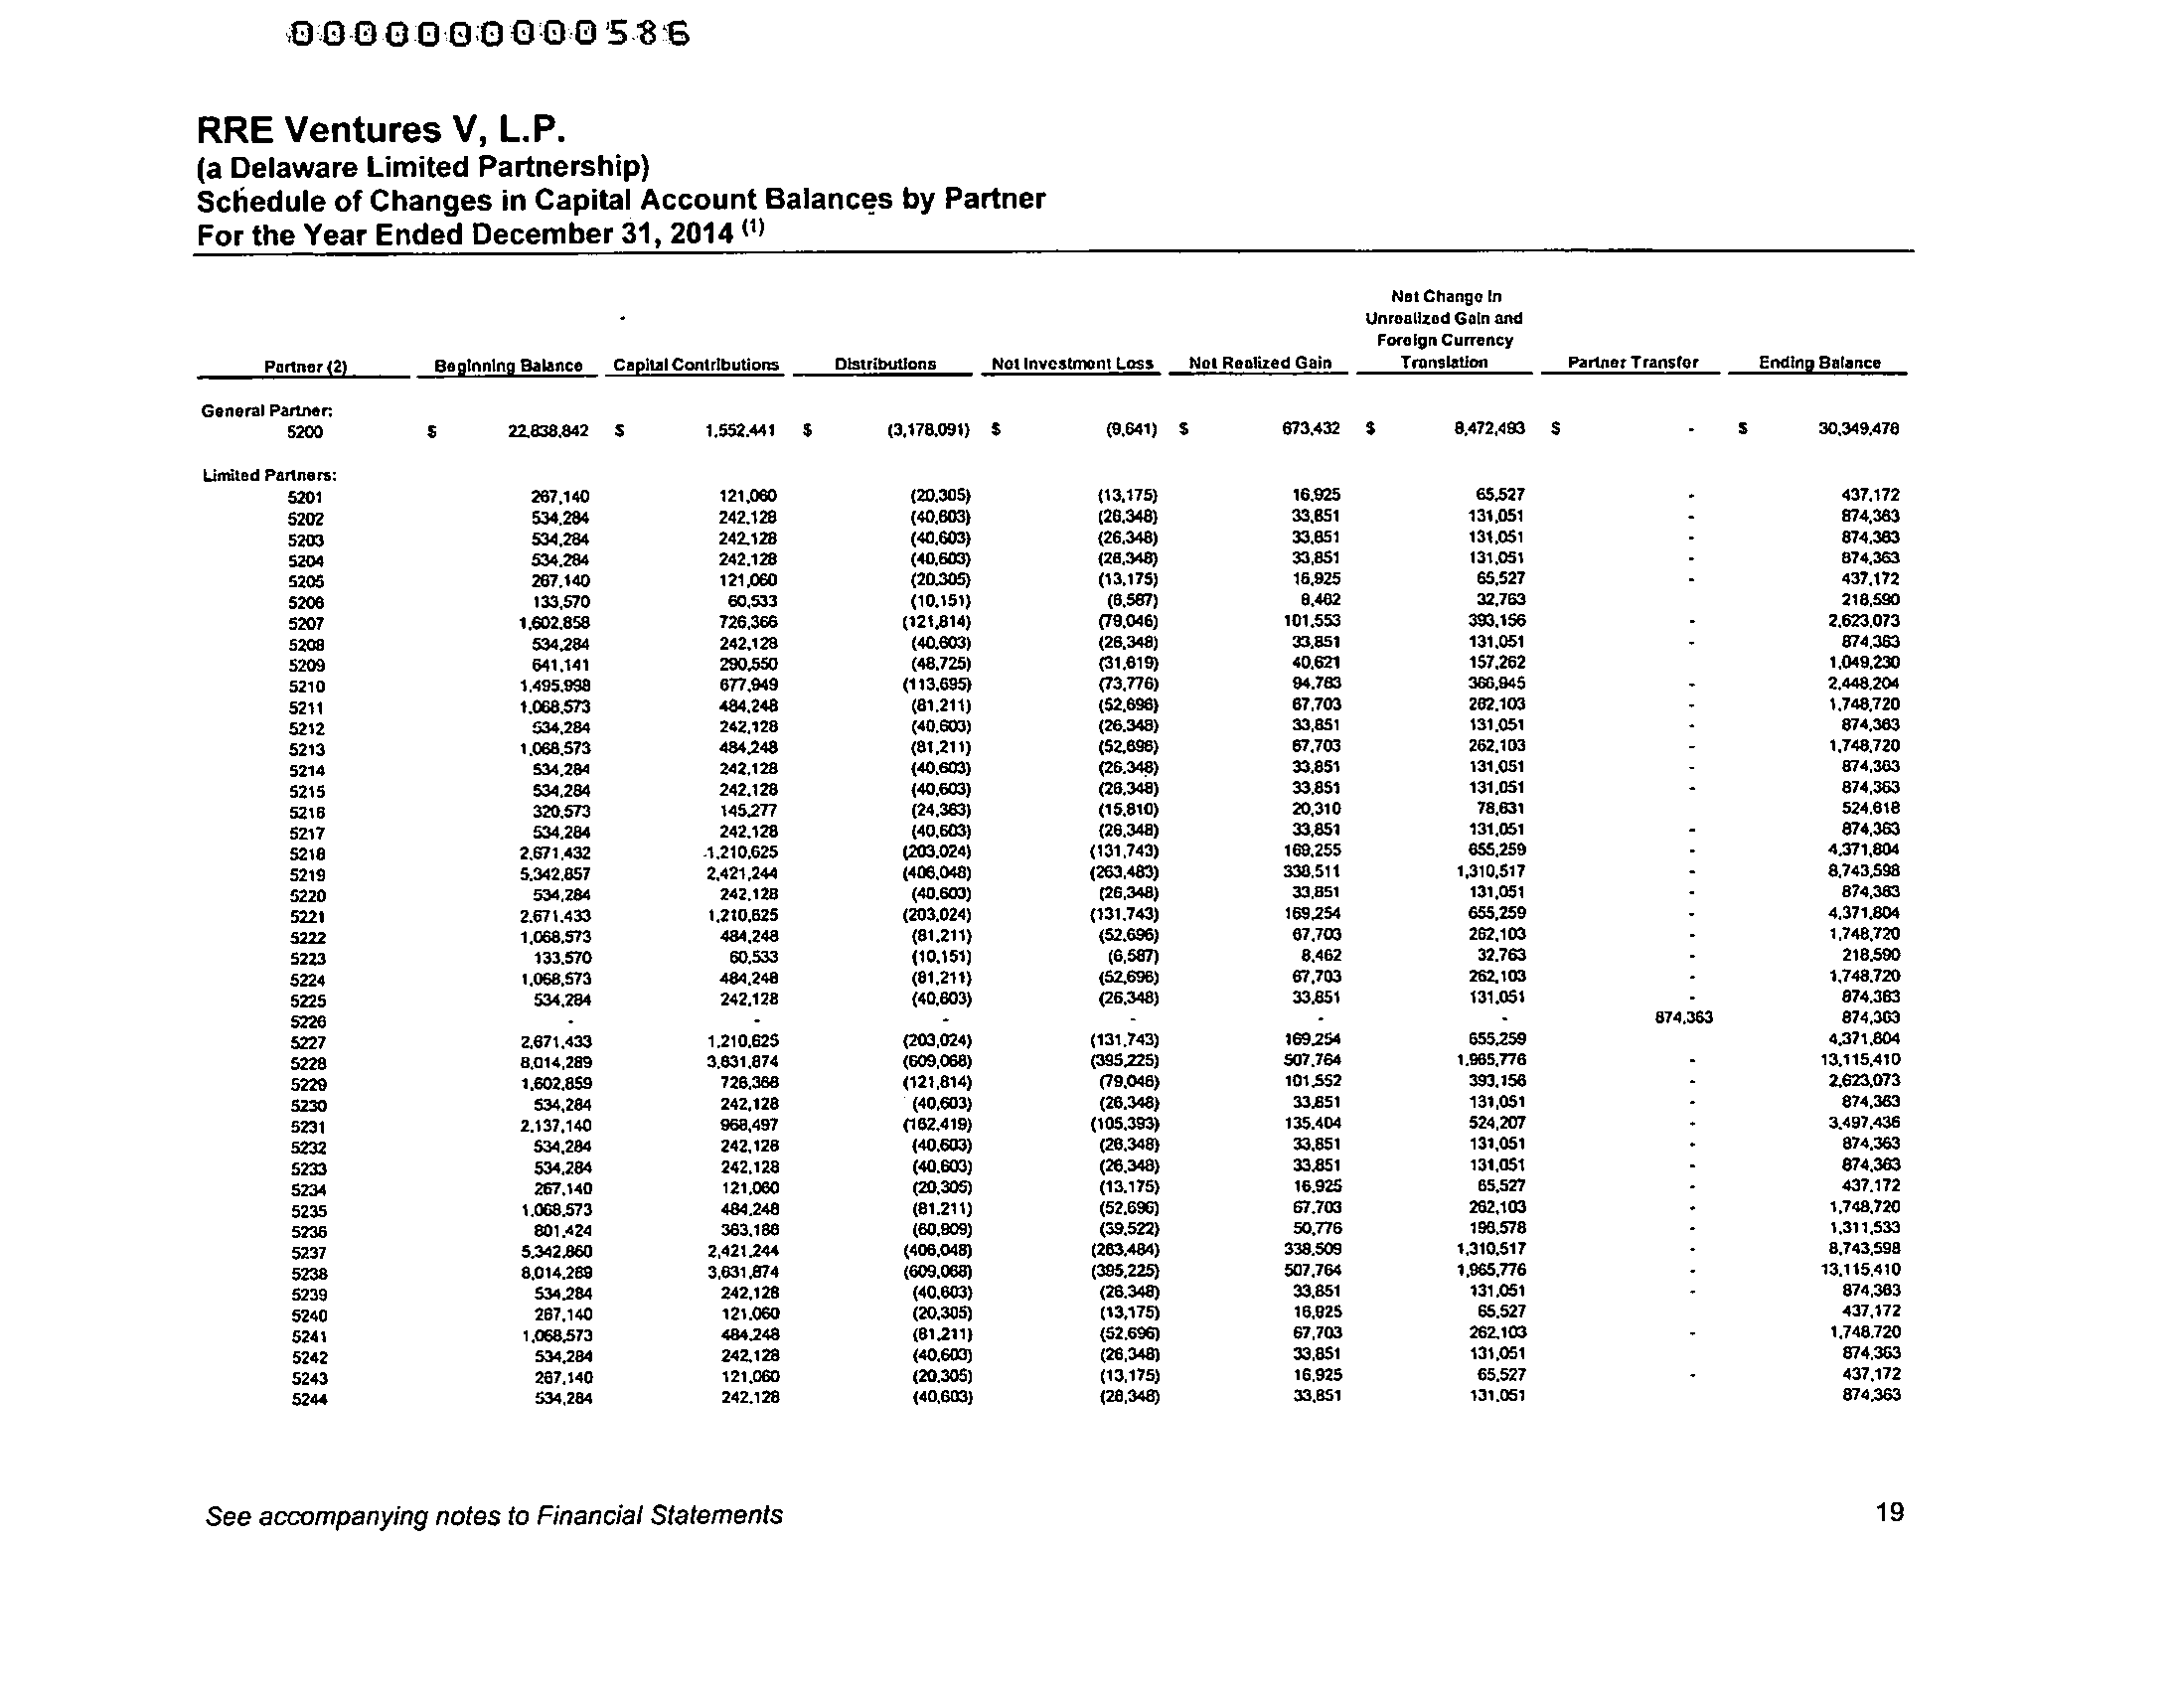 0000000000586
RRE Ventures V, L.P.
(a Delaware Limited Partnership)
Schedule of Changes in Capital Account Balances by Partner
For the Year Ended December 31, 2014 (1)
Net Change In
Unrealized Gain and
Foreign Currency
Partner (2) Beginning Balance Capital Contributions Distributions Net Investment Loss Net Realized Gain Translation Partner Transfer Ending Balance
General Partner:
5200 $ 22,838,842 $ 1,552,441 $ (3,178,091) $ (9,641) $ 673,432 $ 8,472,493 $ - $ 30,349,476
Limited Partners:
5201 267,140 121,060 (20,305) (13,175) 16,925 65,527 - 437,172
5202 534,284 242,128 (40,603) (26,348) 33,851 131,051 - 874,363
5203 534,284 242,128 (40,603) (26,348) 33,851 131,051 - 874,363
5204 534,284 242,128 (40,603) (26,348) 33,851 131,051 - 874,363
5205 267,140 121,060 (20,305) (13,175) 16,925 65,527 - 437,172
5206 133,570 60,533 (10,151) (6,587) 8,462 32,763 218,590
5207 1,602,858 726,366 (121,814) (79,046) 101,553 393,156 - 2,623,073
5208 534,284 242,128 (40,603) (26,348) 33,851 131,051 - 874,363
5209 641,141 290,550 (48,725) (31,619) 40,621 157,262 1,049,230
5210 1,495,998 677,949 (113,695) (73,776) 94,783 366,945 - 2,448,204
5211 1,068,573 484,248 (81,211) (52,696) 67,703 262,103 - 1,748,720
5212 534,284 242,128 (40,603) (26,348) 33,851 131,051 - 874,363
5213 1,068,573 484,248 (81,211) (52,696) 67,703 262,103 - 1,748,720
5214 534,284 242,128 (40,603) (26,348) 33,851 131,051 - 874,363
5215 534,284 242,128 (40,603) (26,348) 33,851 131,051 - 874,363
5216 320,573 145,277 (24,363) (15,810) 20,310 78,631 524,618
5217 534,284 242,128 (40,603) (26,348) 33,851 131,051 - 874,363
5218 2,671,432 1,210,625 (203,024) (131,743) 169,255 655,259 - 4,371,804
5219 5,342,857 2,421,244 (406,048) (263,483) 338,511 1,310,517 - 8,743,598
5220 534,284 242,128 (40,603) (26,348) 33,851 131,051 - 874,363
5221 2,671,433 1,210,625 (203,024) (131,743) 169,254 655,259 - 4,371,804
5222 1,068,573 484,248 (81,211) (52,696) 67,703 262,103 - 1,748,720
5223 133,570 60,533 (10,151) (6,587) 8,462 32,763 - 218,590
5224 1,068,573 484,248 (81,211) (52,696) 67,703 262,103 - 1,748,720
5225 534,284 242,128 (40,603) (26,348) 33,851 131,051 - 874,363
5226 - - - - - - 874,363 874,363
5227 2,671,433 1,210,625 (203,024) (131,743) 169,254 655,259 4,371,804
5228 8,014,289 3,631,874 (609,068) (395,225) 507,764 1,965,776 - 13,115,410
5229 1,602,859 726,366 (121,814) (79,046) 101,552 393,156 - 2,623,073
5230 534,284 242,128 (40,603) (26,348) 33,851 131,051 - 874,363
5231 2,137,140 968,497 (162,419) (105,393) 135,404 524,207 - 3,497,436
5232 534,284 242,128 (40,603) (26,348) 33,851 131,051 - 874,363
5233 534,284 242,128 (40,603) (26,348) 33,851 131,051 - 874,363
5234 267,140 121,060 (20,305) (13,175) 16,925 65,527 - 437,172
5235 1,068,573 484,248 (81,211) (52,696) 67,703 262,103 - 1,748,720
5236 801,424 363,186 (60,909) (39,522) 50,776 196,578 - 1,311,533
5237 5,342,860 2,421,244 (406,048) (263,484) 338,509 1,310,517 - 8,743,598
5238 8,014,289 3,631,874 (609,068) (395,225) 507,764 1,965,776 - 13,115,410
5239 534,284 242,128 (40,603) (26,348) 33,851 131,051 - 874,363
5240 267,140 121,060 (20,305) (13,175) 16,925 65,527 437,172
5241 1,068,573 484,248 (81,211) (52,696) 67,703 262,103 - 1,748,720
5242 534,284 242,128 (40,603) (26,348) 33,851 131,051 874,363
5243 267,140 121,060 (20,305) (13,175) 16,925 65,527 - 437,172
5244 534,284 242,128 (40,603) (26,348) 33,851 131,051 874,363
See accompanying notes to Financial Statements 19